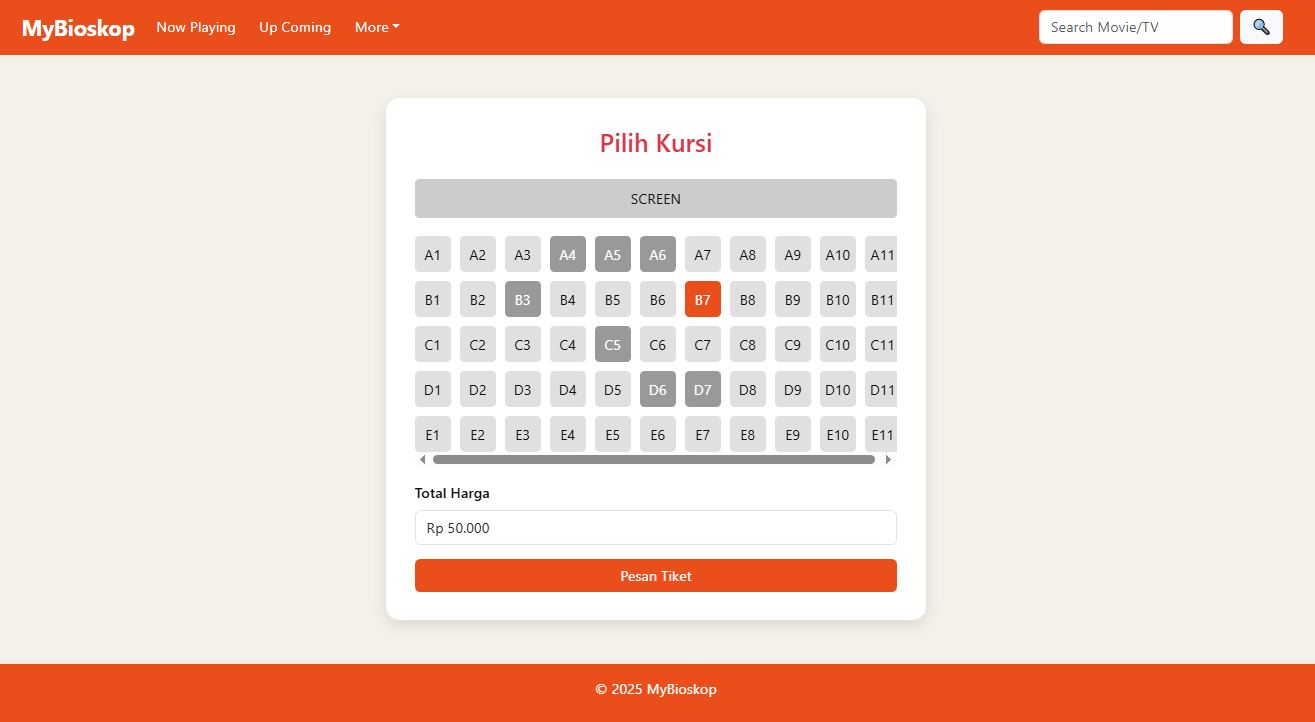 MyBioskop Now Playing Up Coming More Search Movie/TV
Pilih Kursi
SCREEN
A1 A2 A3 A4 A5 A6 A7 A8 A9 A10 A11
B1 B2 B3 B4 B5 B6 B7 B8 B9 B10 B11
C1 C2 C3 C4 C5 C6 C7 C8 C9 C10 C11
D1 D2 D3 D4 D5 D6 D7 D8 D9 D10 D11
E1 E2 E3 E4 E5 E6 E7 E8 E9 E10 E11
Total Harga
Rp 50.000
Pesan Tiket
© 2025 MyBioskop